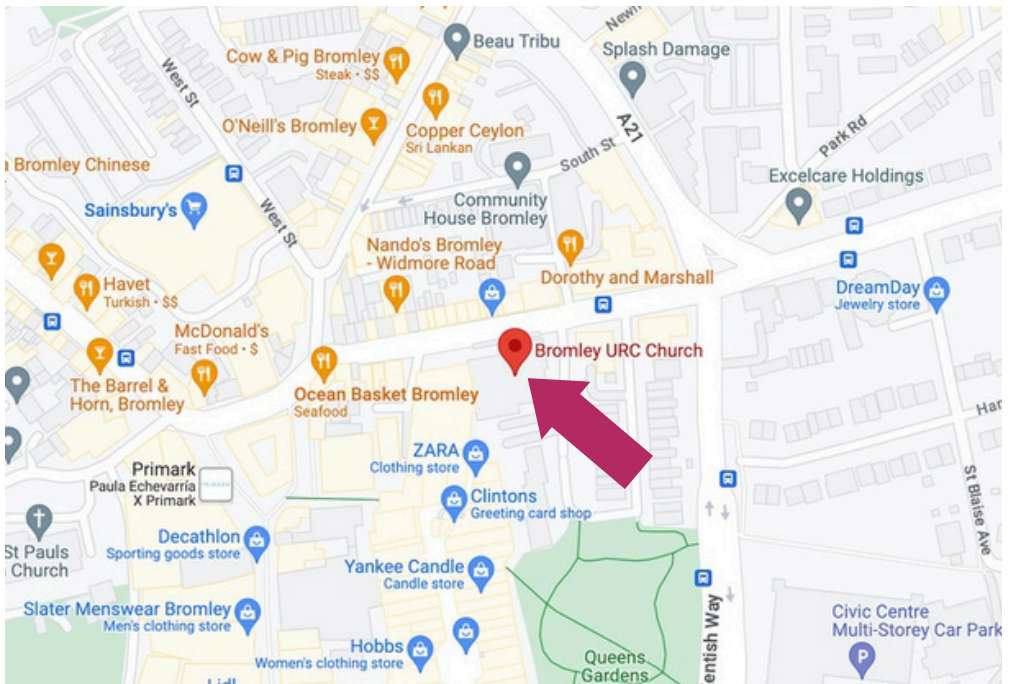 Cow & Pig Bromley
Steak · $$
Beau Tribu
Splash Damage
West St
O'Neill's Bromley
Copper Ceylon
Sri Lankan
A21
Park Rd
South St
Bromley Chinese
Community
House Bromley
Excelcare Holdings
Sainsbury's
West St
Nando's Bromley
- Widmore Road
Dorothy and Marshall
DreamDay
Jewelry store
Havet
Turkish · $$
McDonald's
Fast Food · $
Bromley URC Church
The Barrel &
Horn, Bromley
Ocean Basket Bromley
Seafood
ZARA
Clothing store
Primark
Paula Echevarría
X Primark
PRIMARK
Clintons
Greeting card shop
St Blaise Ave
St Pauls
Church
Decathlon
Sporting goods store
Yankee Candle
Candle store
Slater Menswear Bromley
Men's clothing store
Hobbs
Women's clothing store
Queens
Gardens
entish Way
Civic Centre
Multi-Storey Car Park
P